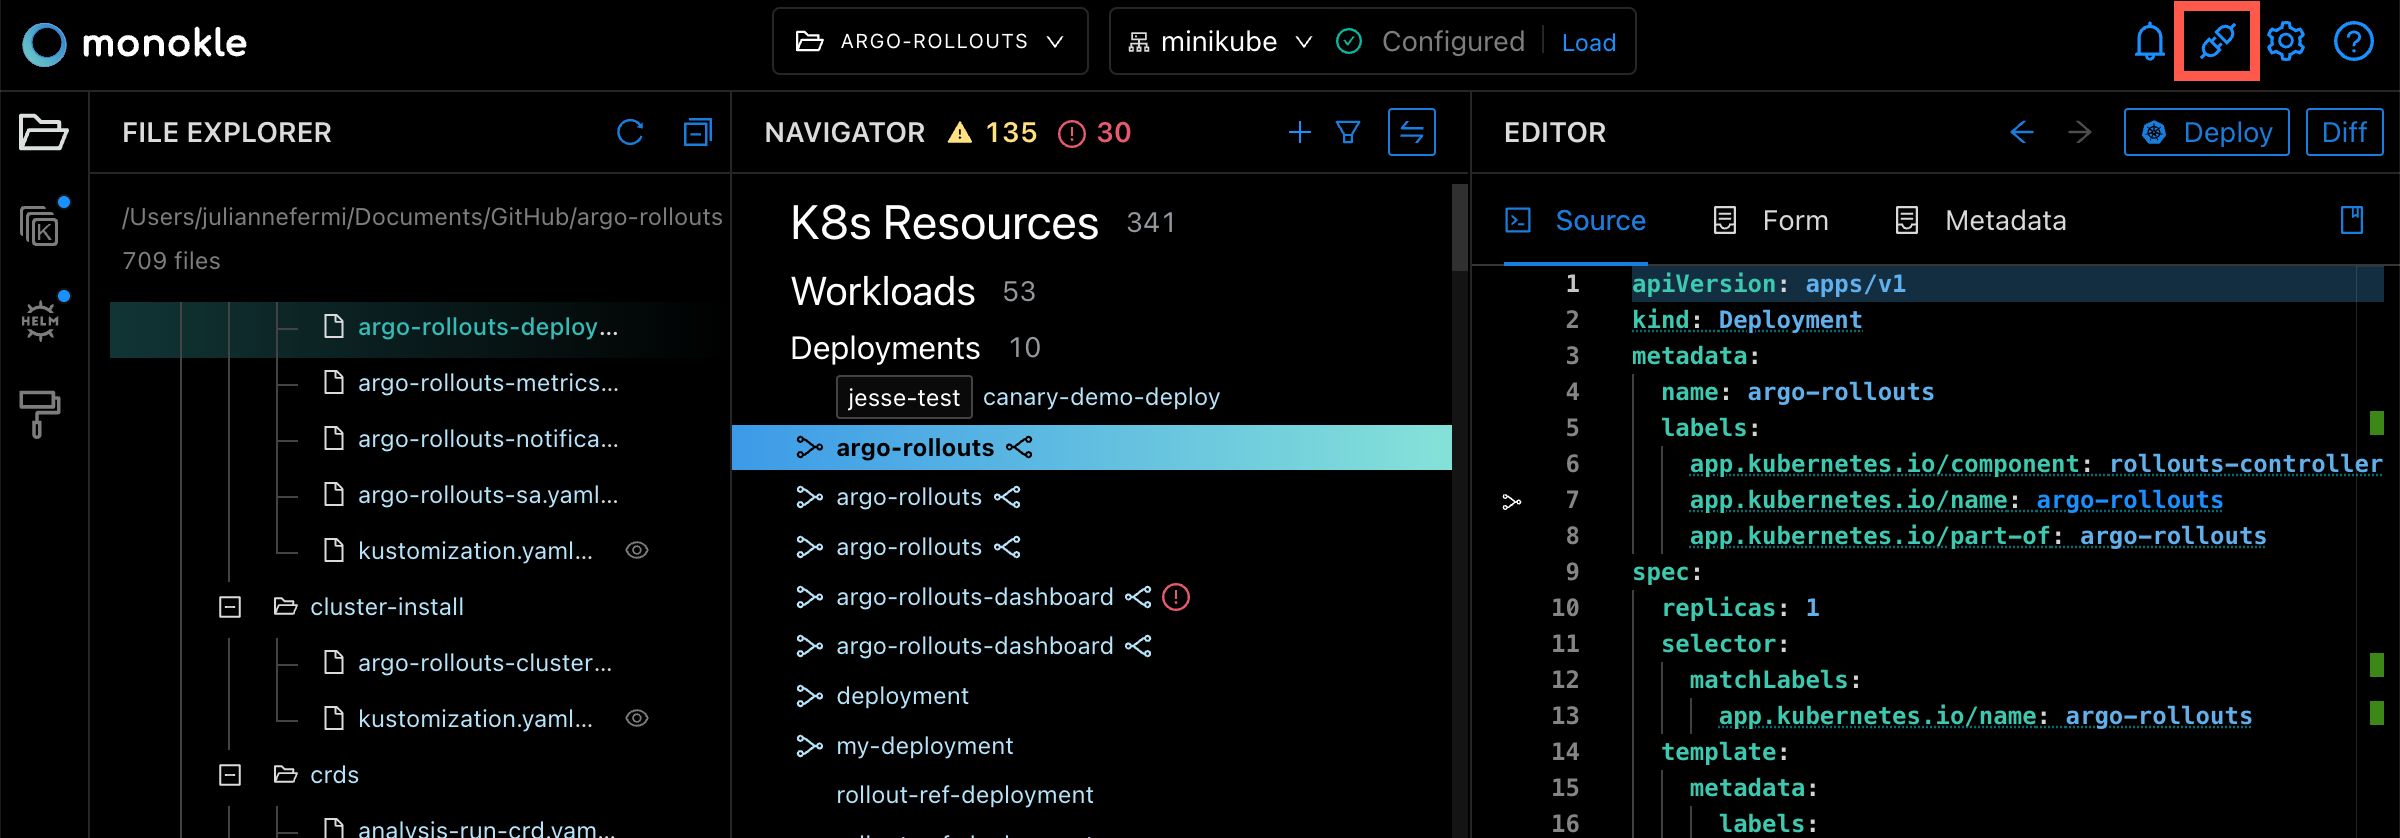 monokle
ARGO-ROLLOUTS
minikube Configured Load
FILE EXPLORER
/Users/juliannefermi/Documents/GitHub/argo-rollouts
709 files
argo-rollouts-deploy...
argo-rollouts-metrics...
argo-rollouts-notifica...
argo-rollouts-sa.yaml...
kustomization.yaml...
cluster-install
argo-rollouts-cluster...
kustomization.yaml...
crds
analysis-run-crd.yam...
K
HELM
NAVIGATOR 135 30
K8s Resources 341
Workloads 53
Deployments 10
jesse-test canary-demo-deploy
argo-rollouts
argo-rollouts
argo-rollouts
argo-rollouts-dashboard
argo-rollouts-dashboard
deployment
my-deployment
rollout-ref-deployment
EDITOR
Deploy Diff
Source Form Metadata
1 apiVersion: apps/v1
2 kind: Deployment
3 metadata:
4 name: argo-rollouts
5 labels:
6 app.kubernetes.io/component: rollouts-controller
7 app.kubernetes.io/name: argo-rollouts
8 app.kubernetes.io/part-of: argo-rollouts
9 spec:
10 replicas: 1
11 selector:
12 matchLabels:
13 app.kubernetes.io/name: argo-rollouts
14 template:
15 metadata:
16 labels: